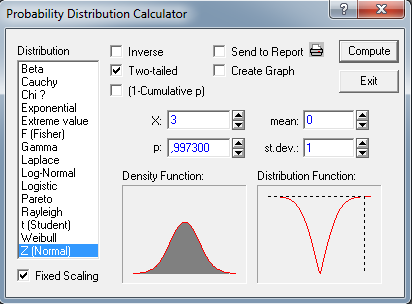 Probability Distribution Calculator
Distribution
Beta
Cauchy
Chi ?
Exponential
Extreme value
F (Fisher)
Gamma
Laplace
Log-Normal
Logistic
Pareto
Rayleigh
t (Student)
Weibull
Z (Normal)
Fixed Scaling
Inverse
Two-tailed
(1-Cumulative p)
Send to Report
Create Graph
Compute
Exit
X: 3
mean: 0
p: ,997300
st.dev.: 1
Density Function:
Distribution Function: